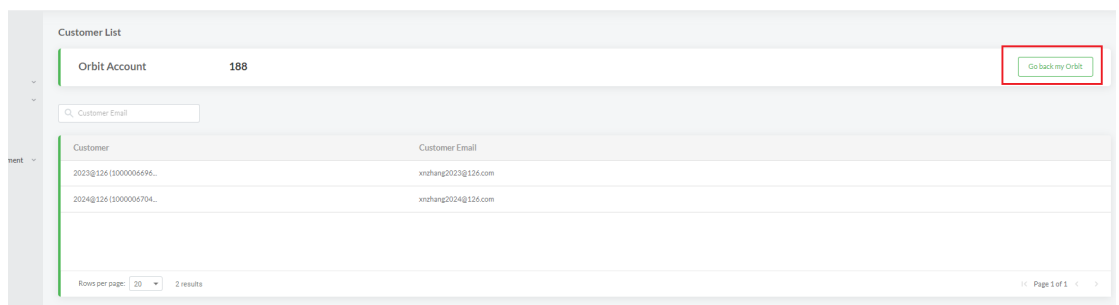 Customer List
Orbit Account 188 Go back my Orbit
Customer Email
ment
Customer Customer Email
2023@126 (1000006696... xnzhang2023@126.com
2024@126 (1000006704... xnzhang2024@126.com
Rows per page: 20 2 results Page 1 of 1